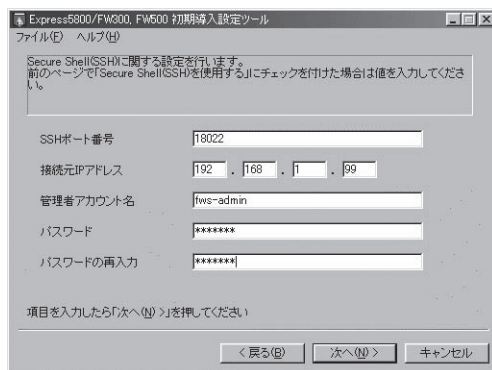 Express5800/FW300, FW500 初期導入設定ツール
ファイル(F) ヘルプ(H)
Secure Shell(SSH)に関する設定を行います。
前のページで「Secure Shell(SSH)を使用する」にチェックを付けた場合は値を入力してくださ
い。
SSHポート番号 18022
接続元IPアドレス 192 . 168 . 1 . 99
管理者アカウント名 fws-admin
パスワード *******
パスワードの再入力 *******
項目を入力したら「次へ(N) >」を押してください
< 戻る(B) 次へ(N) > キャンセル